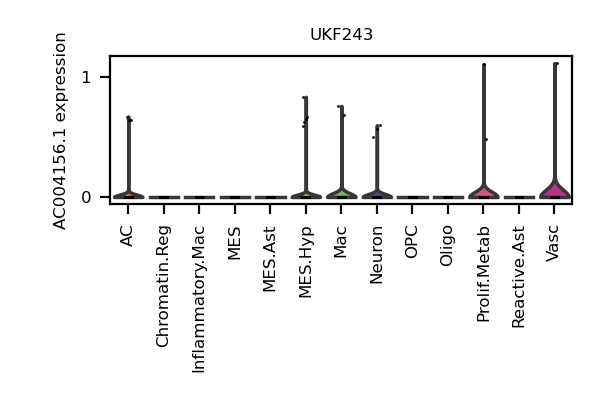 UKF243
AC004156.1 expression
1
0
AC
Chromatin.Reg
Inflammatory.Mac
MES
MES.Ast
MES.Hyp
Mac
Neuron
OPC
Oligo
Prolif.Metab
Reactive.Ast
Vasc